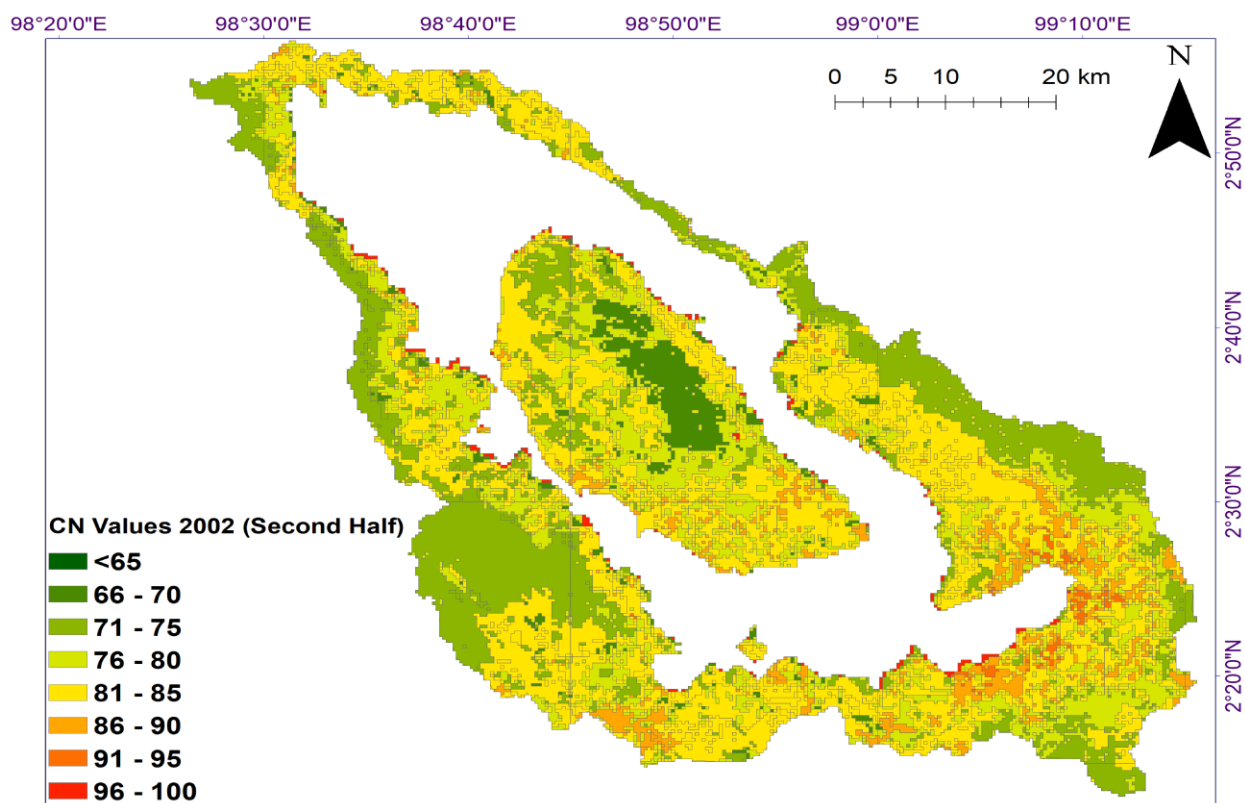 98°20'0"E 98°30'0"E 98°40'0"E 98°50'0"E 99°0'0"E 99°10'0"E
N
0 5 10 20 km
2°50'0"N
2°40'0"N
2°30'0"N
2°20'0"N
CN Values 2002 (Second Half)
<65
66 - 70
71 - 75
76 - 80
81 - 85
86 - 90
91 - 95
96 - 100